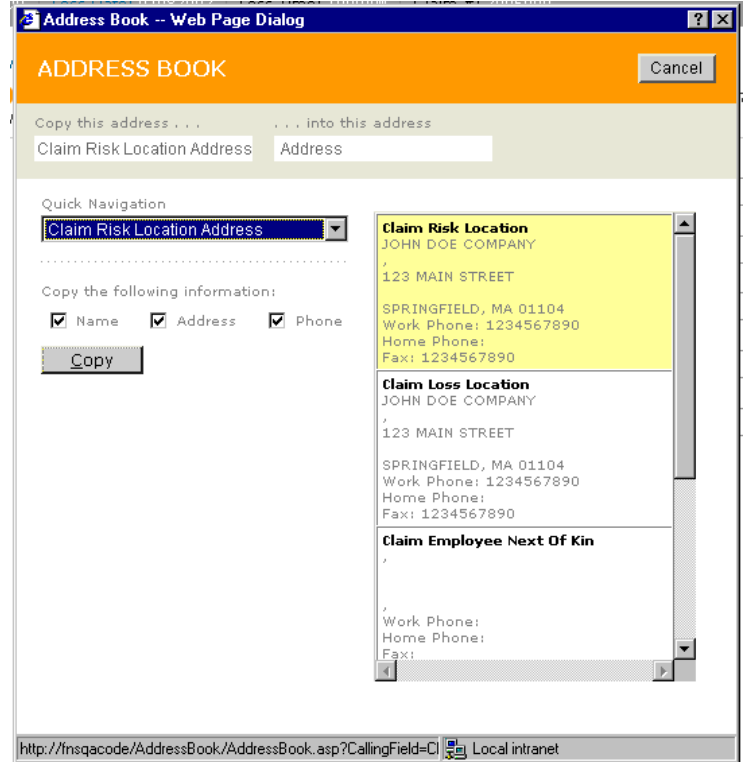 Address Book -- Web Page Dialog
ADDRESS BOOK
Cancel
Copy this address . . .
. . . into this address
Claim Risk Location Address
Address
Quick Navigation
Claim Risk Location Address
Copy the following information:
Name Address Phone
Copy
Claim Risk Location
JOHN DOE COMPANY
,
123 MAIN STREET
SPRINGFIELD, MA 01104
Work Phone: 1234567890
Home Phone:
Fax: 1234567890
Claim Loss Location
JOHN DOE COMPANY
,
123 MAIN STREET
SPRINGFIELD, MA 01104
Work Phone: 1234567890
Home Phone:
Fax: 1234567890
Claim Employee Next Of Kin
,
,
Work Phone:
Home Phone:
Fax:
http://fnsqacode/AddressBook/AddressBook.asp?CallingField=Cl
Local intranet